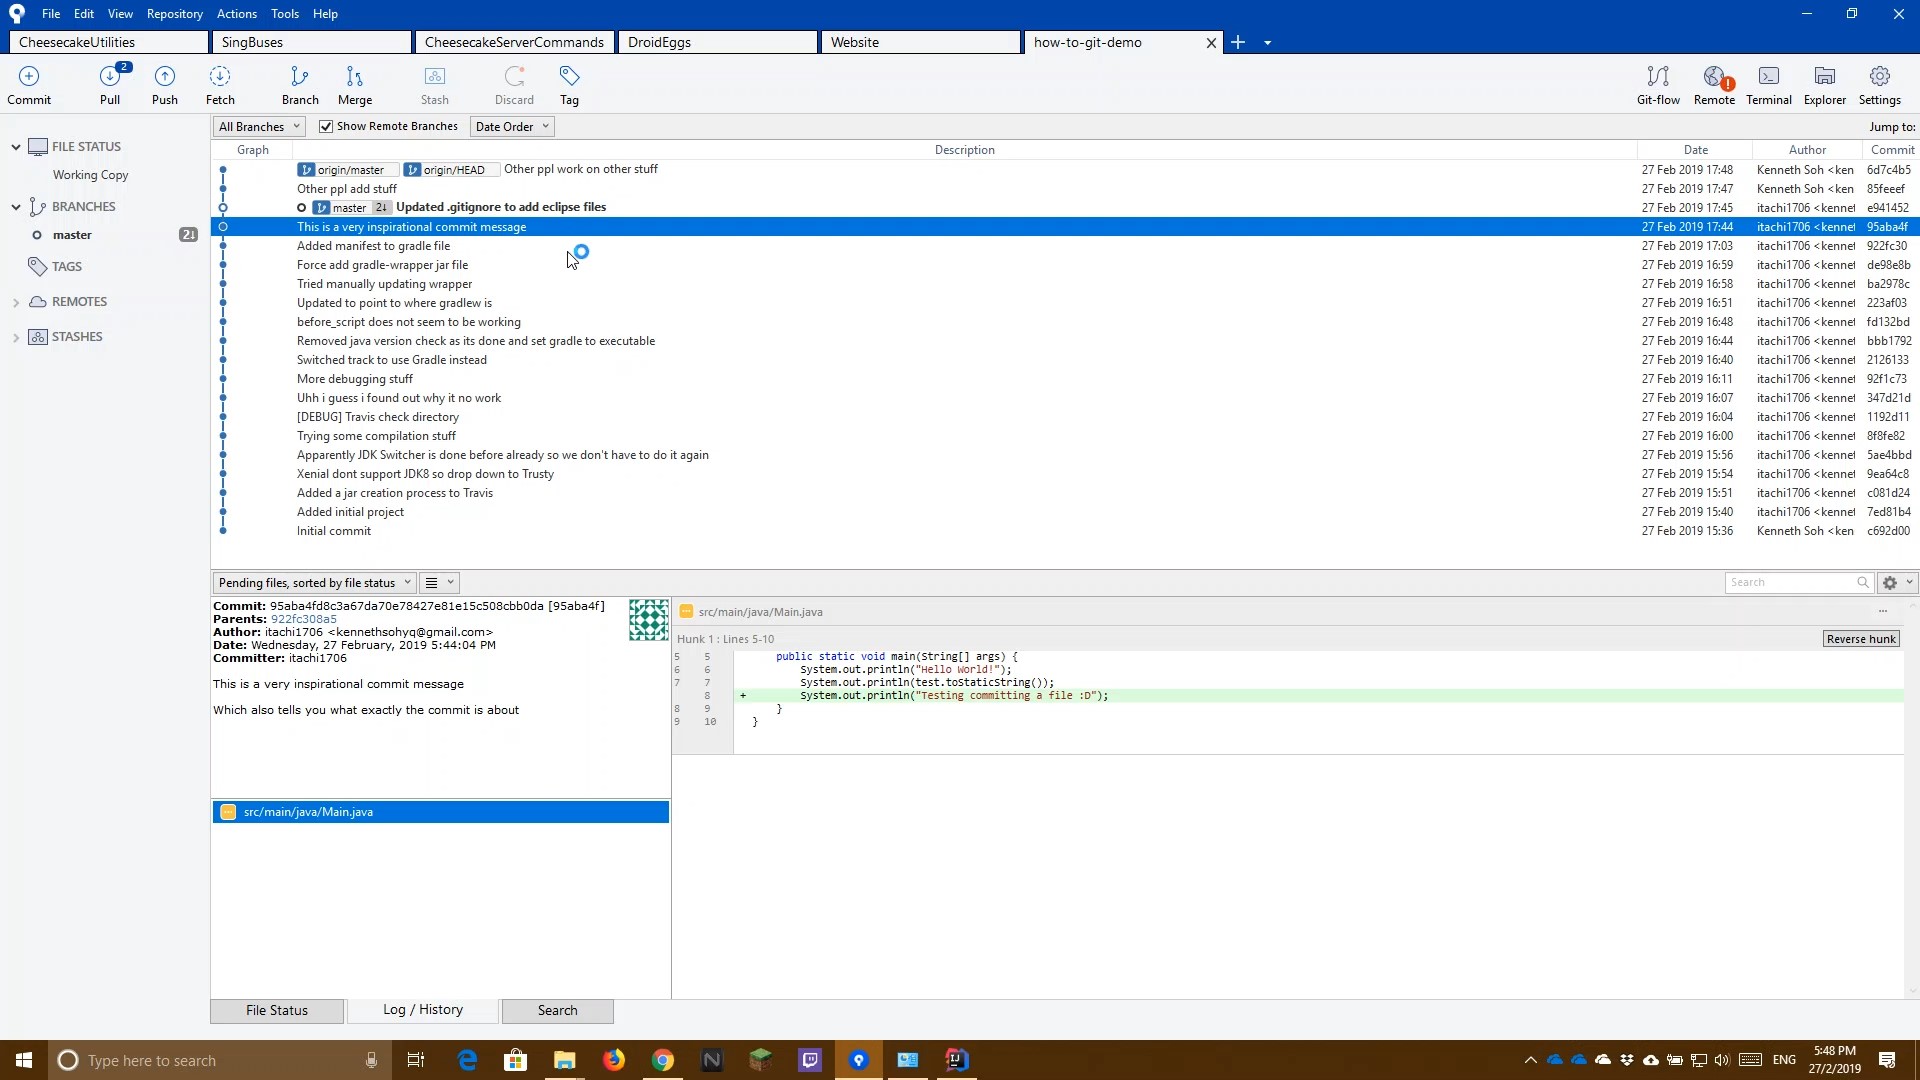 File Edit View Repository Actions Tools Help
CheesecakeUtilities SingBuses CheesecakeServerCommands DroidEggs Website how-to-git-demo
2
Commit Pull Push Fetch Branch Merge Stash Discard Tag Git-flow Remote Terminal Explorer Settings
All Branches Show Remote Branches Date Order Jump to:
Graph Description Date Author Commit
FILE STATUS
Working Copy
BRANCHES
master 2↓
TAGS
REMOTES
STASHES
origin/master origin/HEAD Other ppl work on other stuff 27 Feb 2019 17:48 Kenneth Soh <ken 6d7c4b5
Other ppl add stuff 27 Feb 2019 17:47 Kenneth Soh <ken 85feeef
master 2↓ Updated .gitignore to add eclipse files 27 Feb 2019 17:45 itachi1706 <kennet e941452
This is a very inspirational commit message 27 Feb 2019 17:44 itachi1706 <kennet 95aba4f
Added manifest to gradle file 27 Feb 2019 17:03 itachi1706 <kennet 922fc30
Force add gradle-wrapper jar file 27 Feb 2019 16:59 itachi1706 <kennet de98e8b
Tried manually updating wrapper 27 Feb 2019 16:58 itachi1706 <kennet ba2978c
Updated to point to where gradlew is 27 Feb 2019 16:51 itachi1706 <kennet 223af03
before_script does not seem to be working 27 Feb 2019 16:48 itachi1706 <kennet fd132bd
Removed java version check as its done and set gradle to executable 27 Feb 2019 16:44 itachi1706 <kennet bbb1792
Switched track to use Gradle instead 27 Feb 2019 16:40 itachi1706 <kennet 2126133
More debugging stuff 27 Feb 2019 16:11 itachi1706 <kennet 92f1c73
Uhh i guess i found out why it no work 27 Feb 2019 16:07 itachi1706 <kennet 347d21d
[DEBUG] Travis check directory 27 Feb 2019 16:04 itachi1706 <kennet 1192d11
Trying some compilation stuff 27 Feb 2019 16:00 itachi1706 <kennet 8f8fe82
Apparently JDK Switcher is done before already so we don't have to do it again 27 Feb 2019 15:56 itachi1706 <kennet 5ae4bbd
Xenial dont support JDK8 so drop down to Trusty 27 Feb 2019 15:54 itachi1706 <kennet 9ea64c8
Added a jar creation process to Travis 27 Feb 2019 15:51 itachi1706 <kennet c081d24
Added initial project 27 Feb 2019 15:40 itachi1706 <kennet 7ed81b4
Initial commit 27 Feb 2019 15:36 Kenneth Soh <ken c692d00
Pending files, sorted by file status Search
Commit: 95aba4fd8c3a67da70e78427e81e15c508cbb0da [95aba4f]
Parents: 922fc308a5
Author: itachi1706 <kennethsohyq@gmail.com>
Date: Wednesday, 27 February, 2019 5:44:04 PM
Committer: itachi1706
This is a very inspirational commit message
Which also tells you what exactly the commit is about
src/main/java/Main.java
src/main/java/Main.java ...
Hunk 1 : Lines 5-10 Reverse hunk
5 5 public static void main(String[] args) {
6 6 System.out.println("Hello World!");
7 7 System.out.println(test.toStaticString());
8 + System.out.println("Testing committing a file :D");
8 9 }
9 10 }
File Status Log / History Search
Type here to search
ENG 5:48 PM
27/2/2019